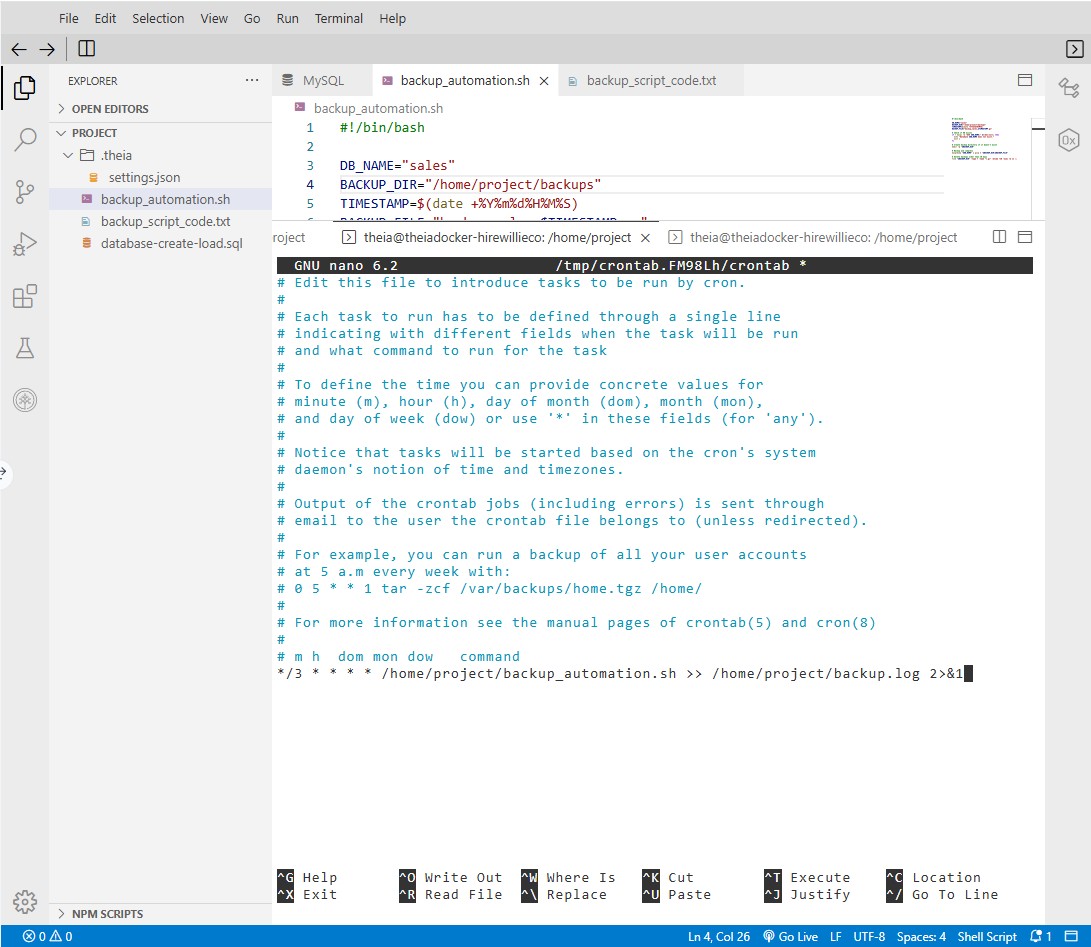 File Edit Selection View Go Run Terminal Help
EXPLORER ...
OPEN EDITORS
PROJECT
.theia
settings.json
backup_automation.sh
backup_script_code.txt
database-create-load.sql
NPM SCRIPTS
MySQL backup_automation.sh backup_script_code.txt
backup_automation.sh
1 #!/bin/bash
2
3 DB_NAME="sales"
4 BACKUP_DIR="/home/project/backups"
5 TIMESTAMP=$(date +%Y%m%d%H%M%S)
roject theia@theiadocker-hirewillieco: /home/project theia@theiadocker-hirewillieco: /home/project
GNU nano 6.2 /tmp/crontab.FM98Lh/crontab *
# Edit this file to introduce tasks to be run by cron.
#
# Each task to run has to be defined through a single line
# indicating with different fields when the task will be run
# and what command to run for the task
#
# To define the time you can provide concrete values for
# minute (m), hour (h), day of month (dom), month (mon),
# and day of week (dow) or use '*' in these fields (for 'any').
#
# Notice that tasks will be started based on the cron's system
# daemon's notion of time and timezones.
#
# Output of the crontab jobs (including errors) is sent through
# email to the user the crontab file belongs to (unless redirected).
#
# For example, you can run a backup of all your user accounts
# at 5 a.m every week with:
# 0 5 * * 1 tar -zcf /var/backups/home.tgz /home/
#
# For more information see the manual pages of crontab(5) and cron(8)
#
# m h  dom mon dow   command
*/3 * * * * /home/project/backup_automation.sh >> /home/project/backup.log 2>&1
^G Help ^O Write Out ^W Where Is ^K Cut ^T Execute ^C Location
^X Exit ^R Read File ^\ Replace ^U Paste ^J Justify ^/ Go To Line
0x
0 0 Ln 4, Col 26 Go Live LF UTF-8 Spaces: 4 Shell Script 1